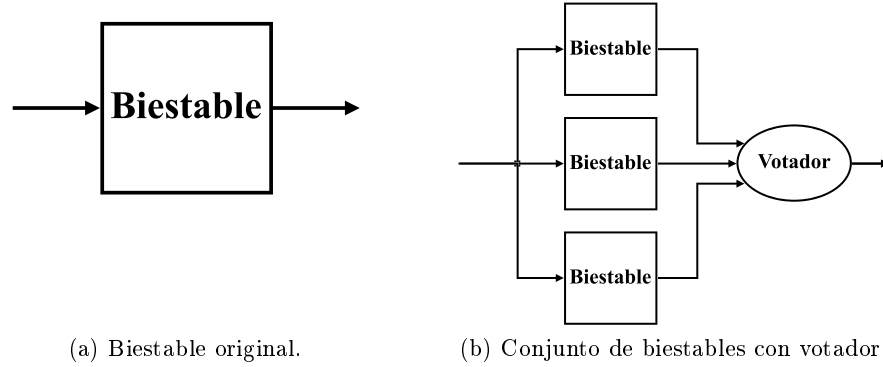 Biestable
(a) Biestable original.
Biestable
Biestable
Biestable
Votador
(b) Conjunto de biestables con votador